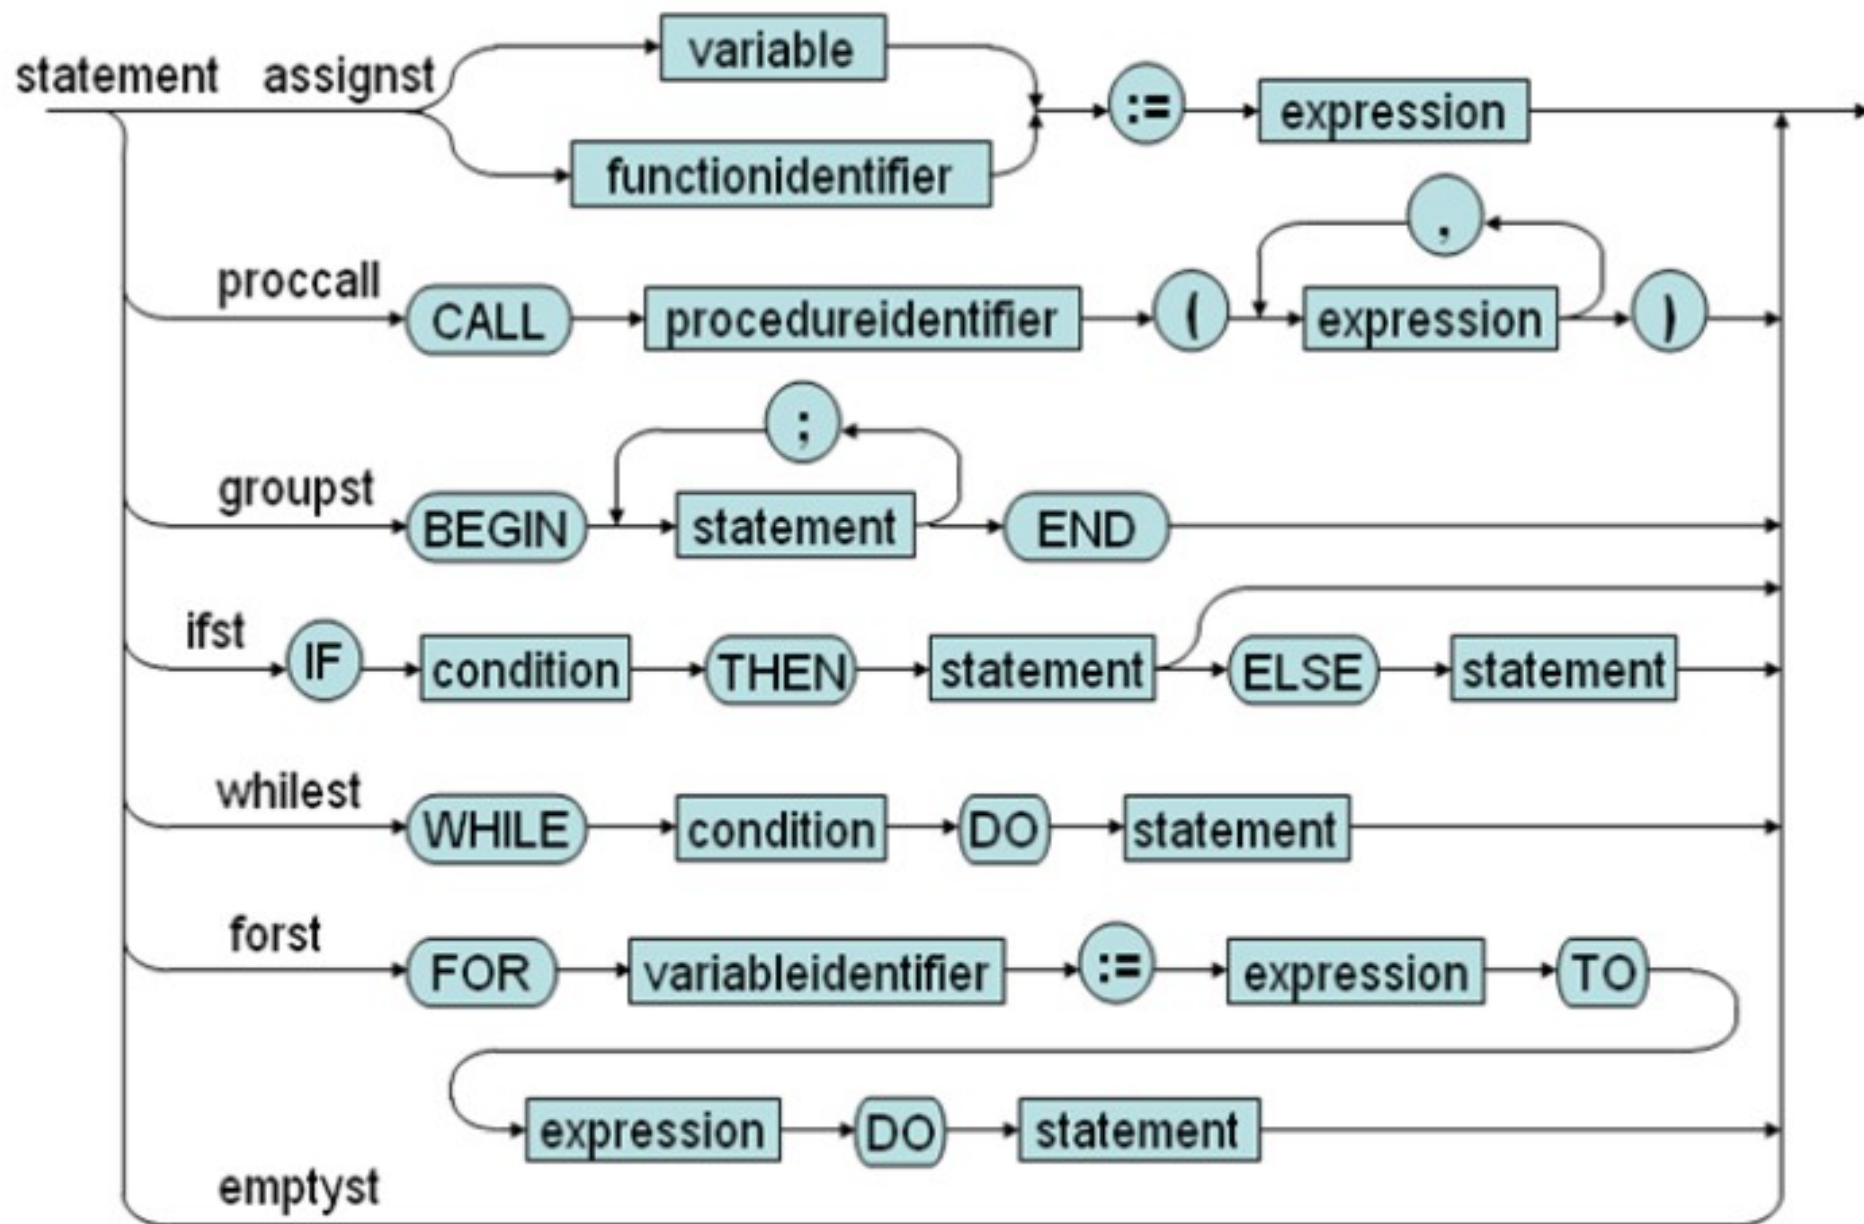 variable
statement assignst := expression
functionidentifier
,
proccall CALL procedureidentifier ( expression )
;
groupst BEGIN statement END
ifst IF condition THEN statement ELSE statement
whilest WHILE condition DO statement
forst FOR variableidentifier := expression TO
expression DO statement
emptyst